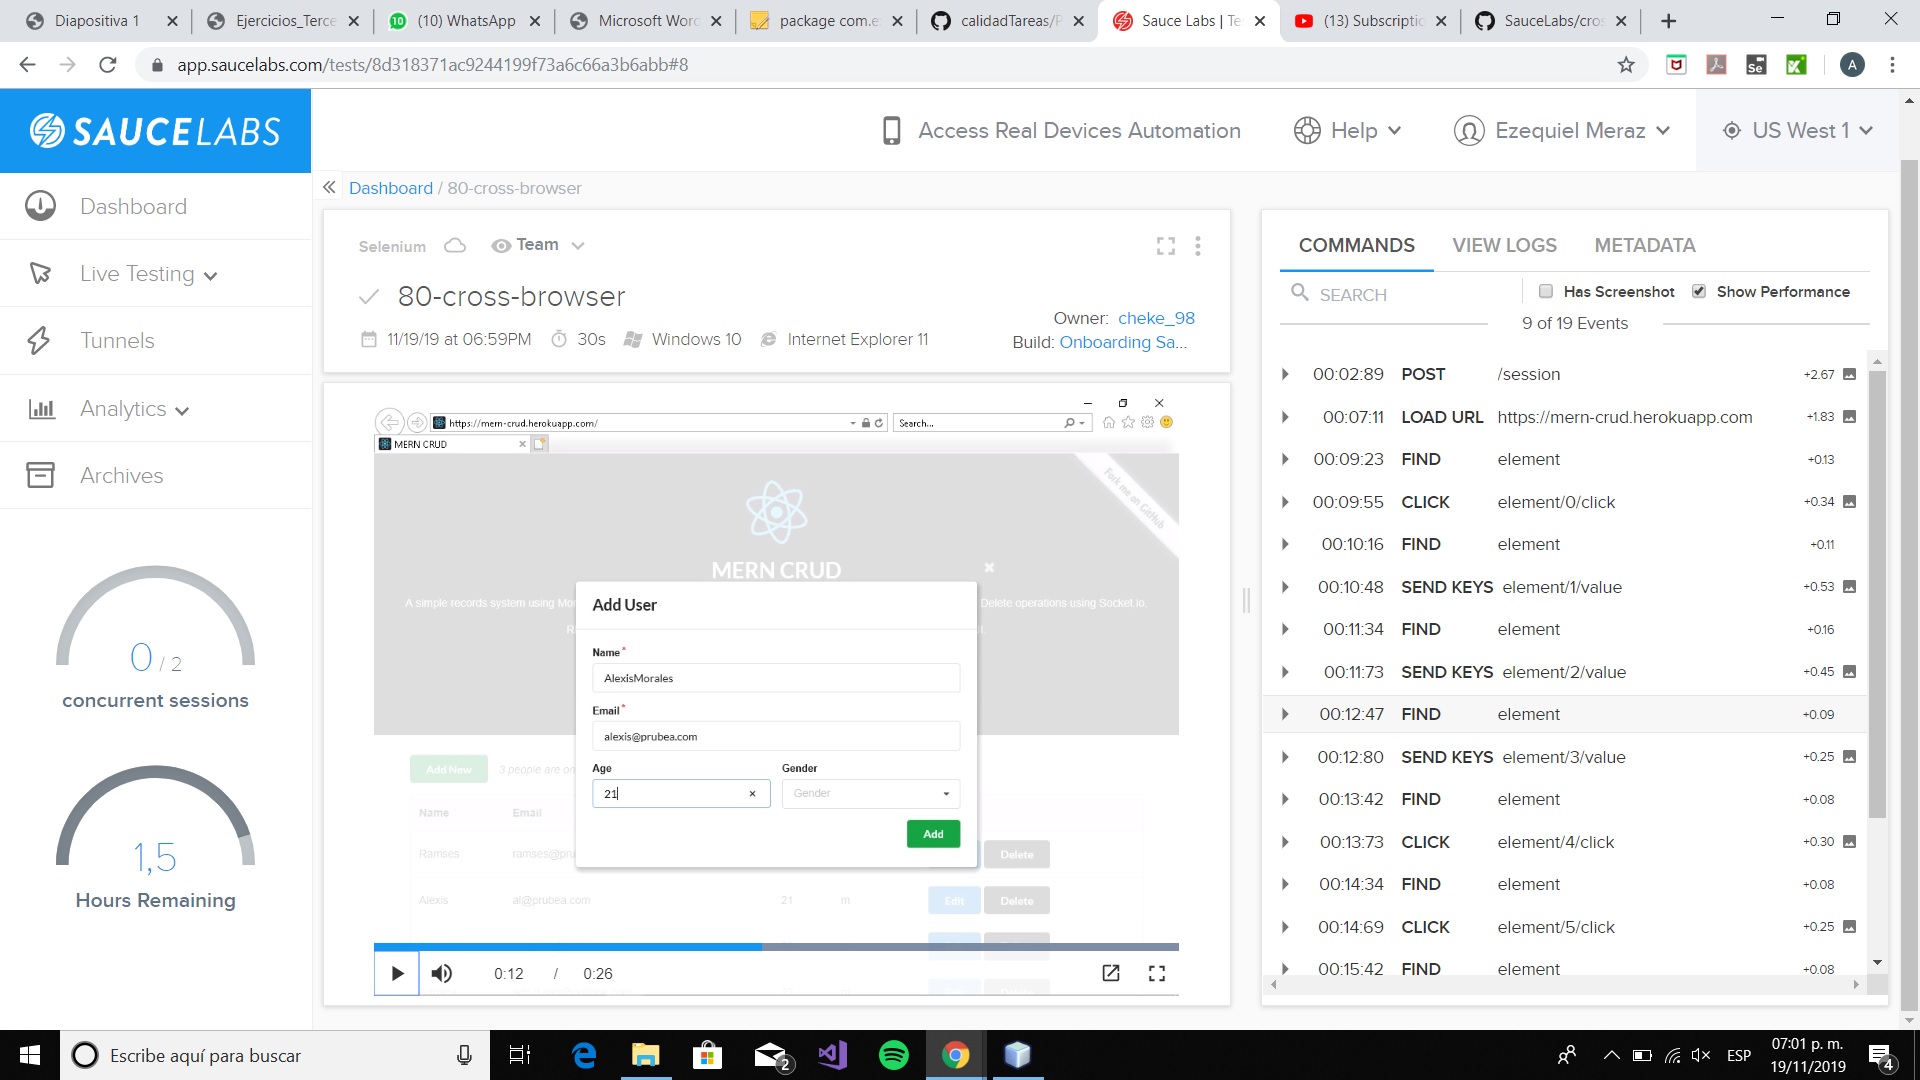 Diapositiva 1
Ejercicios_Terce
(10) WhatsApp
Microsoft Word
package com.e
calidadTareas/P
Sauce Labs | Te
(13) Subscriptio
SauceLabs/cros
app.saucelabs.com/tests/8d318371ac9244199f73a6c66a3b6abb#8
SAUCELABS
Access Real Devices Automation
Help
Ezequiel Meraz
US West 1
Dashboard
Live Testing
Tunnels
Analytics
Archives
0 / 2
concurrent sessions
1,5
Hours Remaining
Dashboard / 80-cross-browser
Selenium
Team
80-cross-browser
11/19/19 at 06:59PM 30s Windows 10 Internet Explorer 11
Owner: cheke_98
Build: Onboarding Sa...
https://mern-crud.herokuapp.com/
Search...
MERN CRUD
Fork me on GitHub
MERN CRUD
A simple records system using Mon
Delete operations using Socket.io.
Add User
Name*
AlexisMorales
Email*
alexis@prubea.com
Age Gender
21 Gender
Add
Add New 3 people are on
Name Email
Ramses ramses@pru Delete
Alexis al@prubea.com 21 m Edit Delete
0:12 / 0:26
COMMANDS VIEW LOGS METADATA
SEARCH
Has Screenshot Show Performance
9 of 19 Events
00:02:89 POST /session +2.67
00:07:11 LOAD URL https://mern-crud.herokuapp.com +1.83
00:09:23 FIND element +0.13
00:09:55 CLICK element/0/click +0.34
00:10:16 FIND element +0.11
00:10:48 SEND KEYS element/1/value +0.53
00:11:34 FIND element +0.16
00:11:73 SEND KEYS element/2/value +0.45
00:12:47 FIND element +0.09
00:12:80 SEND KEYS element/3/value +0.25
00:13:42 FIND element +0.08
00:13:73 CLICK element/4/click +0.30
00:14:34 FIND element +0.08
00:14:69 CLICK element/5/click +0.25
00:15:42 FIND element +0.08
Escribe aquí para buscar
2
ESP
07:01 p. m.
19/11/2019
4